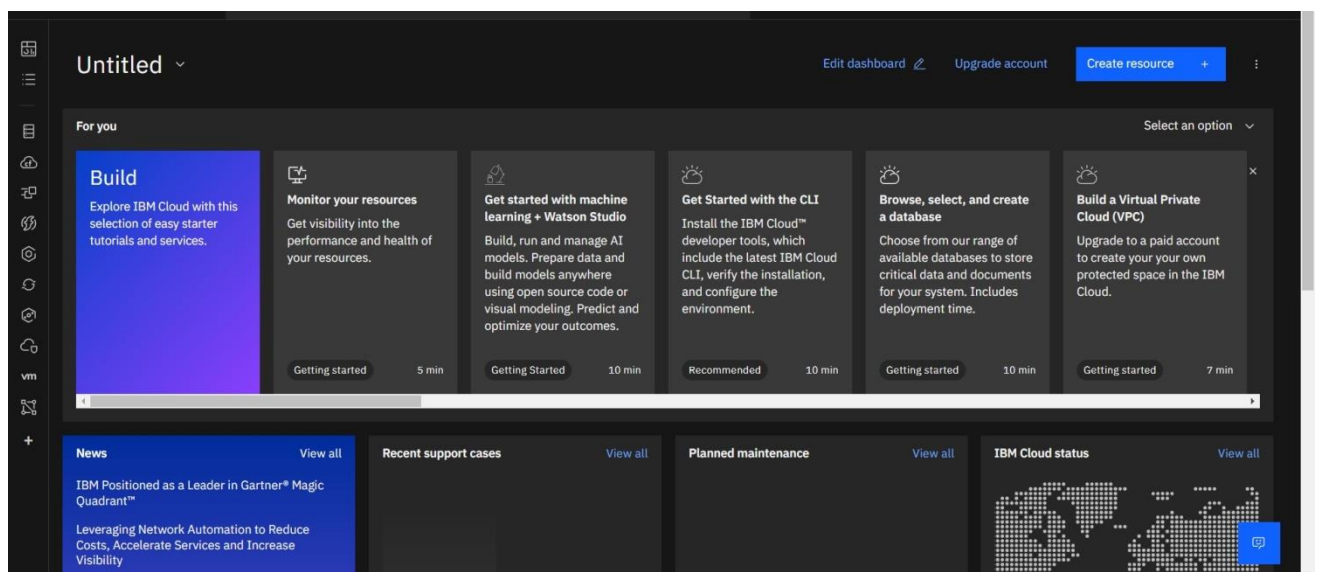 Untitled
Edit dashboard
Upgrade account
Create resource +
For you
Select an option
Build
Explore IBM Cloud with this
selection of easy starter
tutorials and services.
Monitor your resources
Get visibility into the
performance and health of
your resources.
Getting started
5 min
Get started with machine
learning + Watson Studio
Build, run and manage AI
models. Prepare data and
build models anywhere
using open source code or
visual modeling. Predict and
optimize your outcomes.
Getting Started
10 min
Get Started with the CLI
Install the IBM Cloud™
developer tools, which
include the latest IBM Cloud
CLI, verify the installation,
and configure the
environment.
Recommended
10 min
Browse, select, and create
a database
Choose from our range of
available databases to store
critical data and documents
for your system. Includes
deployment time.
Getting started
10 min
Build a Virtual Private
Cloud (VPC)
Upgrade to a paid account
to create your your own
protected space in the IBM
Cloud.
Getting started
7 min
vm
News
View all
IBM Positioned as a Leader in Gartner® Magic
Quadrant™
Leveraging Network Automation to Reduce
Costs, Accelerate Services and Increase
Visibility
Recent support cases
View all
Planned maintenance
View all
IBM Cloud status
View all